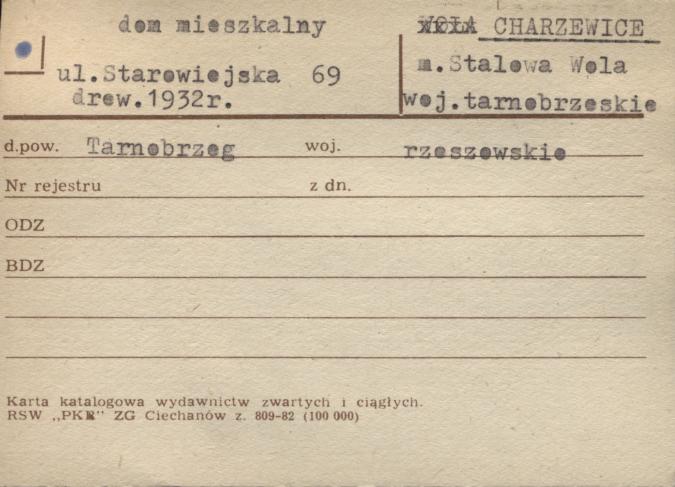 dom mieszkalny
ul.Starowiejska 69
drew.1932r.
WOLA CHARZEWICE
m.Stalowa Wola
woj.tarnobrzeskie
d.pow. Tarnobrzeg woj. rzeszowskie
Nr rejestru z dn.
ODZ
BDZ
Karta katalogowa wydawnictw zwartych i ciągłych.
RSW „PKR" ZG Ciechanów z. 809-82 (100 000)